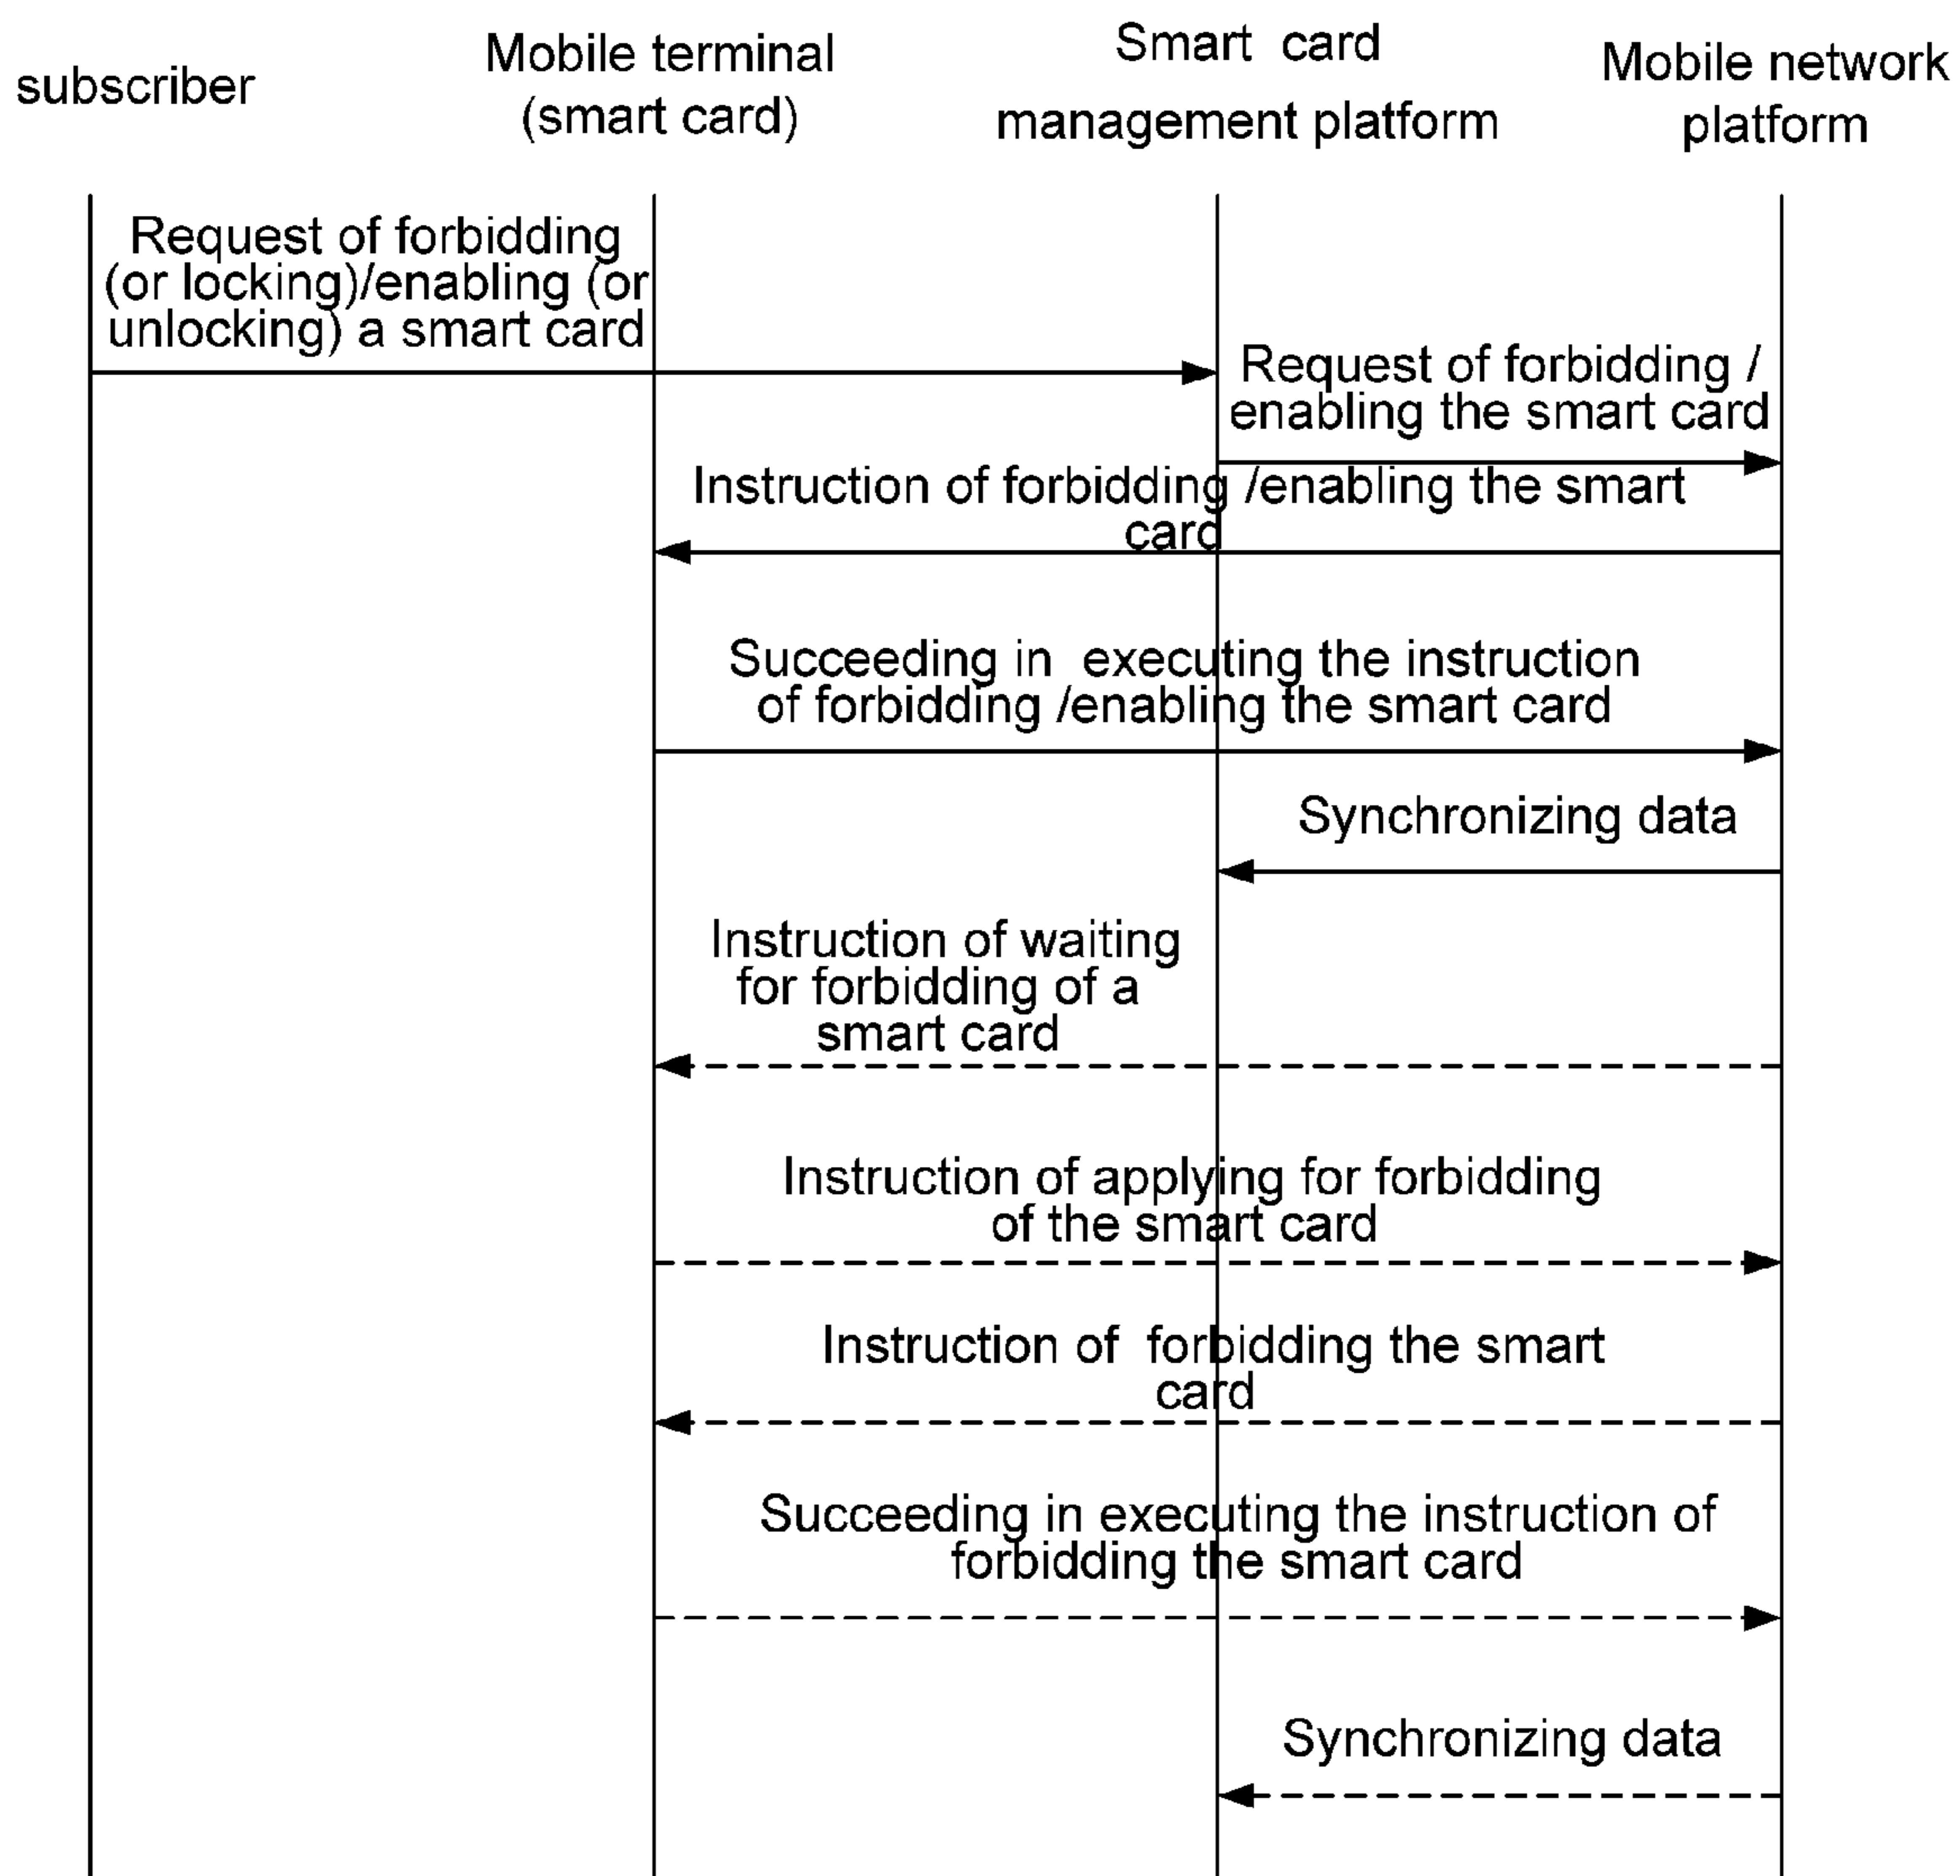 subscriber
Mobile terminal
(smart card)
Smart card
management platform
Mobile network
platform
Request of forbidding
(or locking)/enabling (or
unlocking) a smart card
Request of forbidding /
enabling the smart card
Instruction of forbidding /enabling the smart
card
Succeeding in executing the instruction
of forbidding /enabling the smart card
Synchronizing data
Instruction of waiting
for forbidding of a
smart card
Instruction of applying for forbidding
of the smart card
Instruction of forbidding the smart
card
Succeeding in executing the instruction of
forbidding the smart card
Synchronizing data